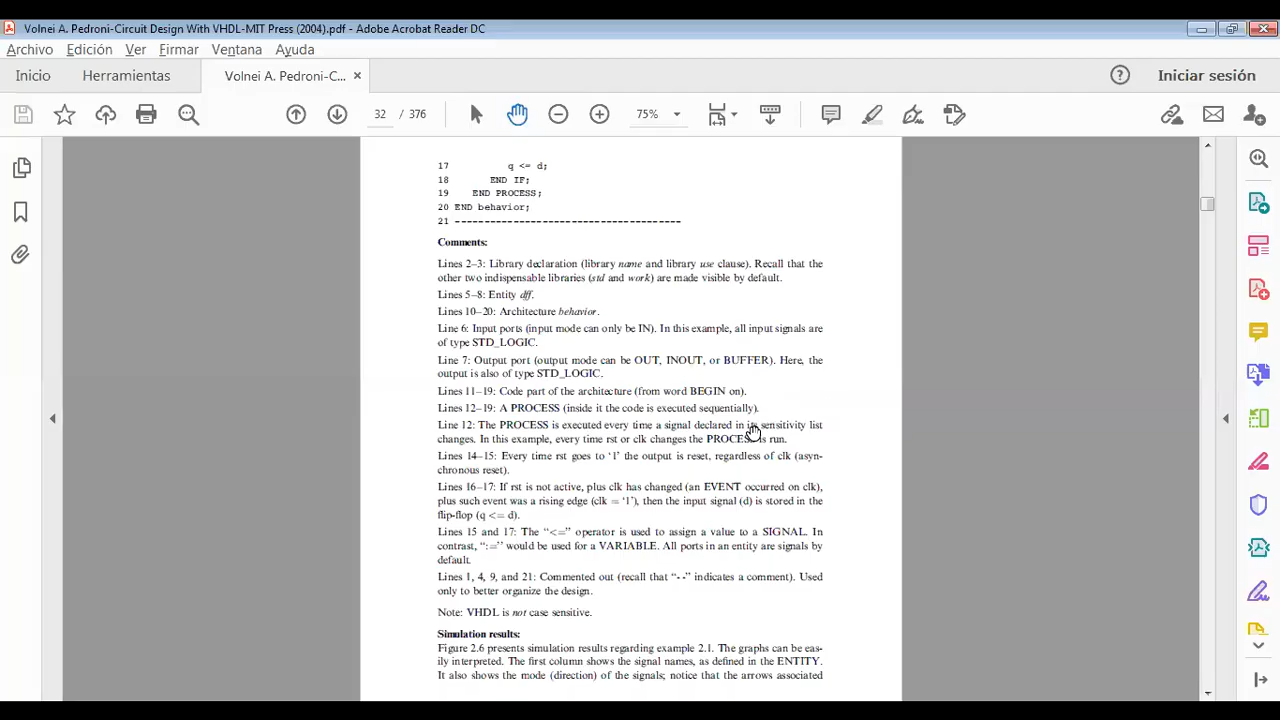 Volnei A. Pedroni-Circuit Design With VHDL-MIT Press (2004).pdf - Adobe Acrobat Reader DC
Archivo Edición Ver Firmar Ventana Ayuda
Inicio Herramientas Volnei A. Pedroni-C... × Iniciar sesión
32 / 376 75%
17 q <= d;
18 END IF;
19 END PROCESS;
20 END behavior;
21 ---------------------------------------
Comments:
Lines 2–3: Library declaration (library name and library use clause). Recall that the
other two indispensable libraries (std and work) are made visible by default.
Lines 5–8: Entity dff.
Lines 10–20: Architecture behavior.
Line 6: Input ports (input mode can only be IN). In this example, all input signals are
of type STD_LOGIC.
Line 7: Output port (output mode can be OUT, INOUT, or BUFFER). Here, the
output is also of type STD_LOGIC.
Lines 11–19: Code part of the architecture (from word BEGIN on).
Lines 12–19: A PROCESS (inside it the code is executed sequentially).
Line 12: The PROCESS is executed every time a signal declared in its sensitivity list
changes. In this example, every time rst or clk changes the PROCESS is run.
Lines 14–15: Every time rst goes to ‘1’ the output is reset, regardless of clk (asyn-
chronous reset).
Lines 16–17: If rst is not active, plus clk has changed (an EVENT occurred on clk),
plus such event was a rising edge (clk = ‘1’), then the input signal (d) is stored in the
flip-flop (q <= d).
Lines 15 and 17: The “<=” operator is used to assign a value to a SIGNAL. In
contrast, “:=” would be used for a VARIABLE. All ports in an entity are signals by
default.
Lines 1, 4, 9, and 21: Commented out (recall that “--” indicates a comment). Used
only to better organize the design.
Note: VHDL is not case sensitive.
Simulation results:
Figure 2.6 presents simulation results regarding example 2.1. The graphs can be eas-
ily interpreted. The first column shows the signal names, as defined in the ENTITY.
It also shows the mode (direction) of the signals; notice that the arrows associated